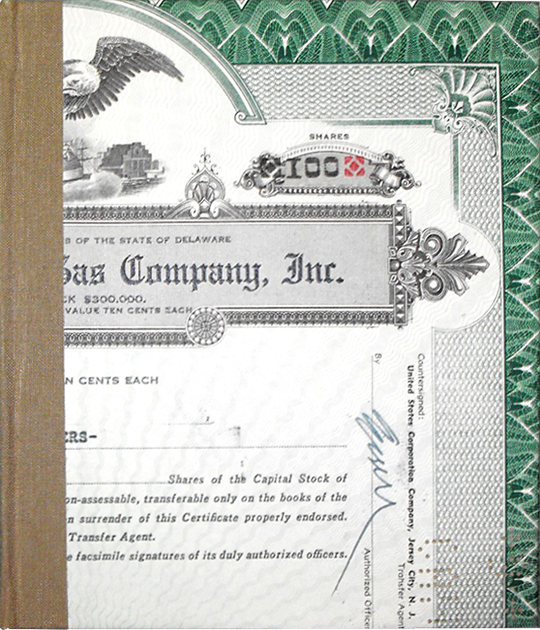 SHARES
100
OF THE STATE OF DELAWARE
Gas Company, Inc.
CK $300,000.
VALUE TEN CENTS EACH.
EN CENTS EACH
ERS-
Shares of the Capital Stock of
on-assessable, transferable only on the books of the
n surrender of this Certificate properly endorsed.
Transfer Agent.
e facsimile signatures of its duly authorized officers.
Countersigned:
United States Corporation Company, Jersey City, N. J.
Transfer Agent
By
Authorized Officer